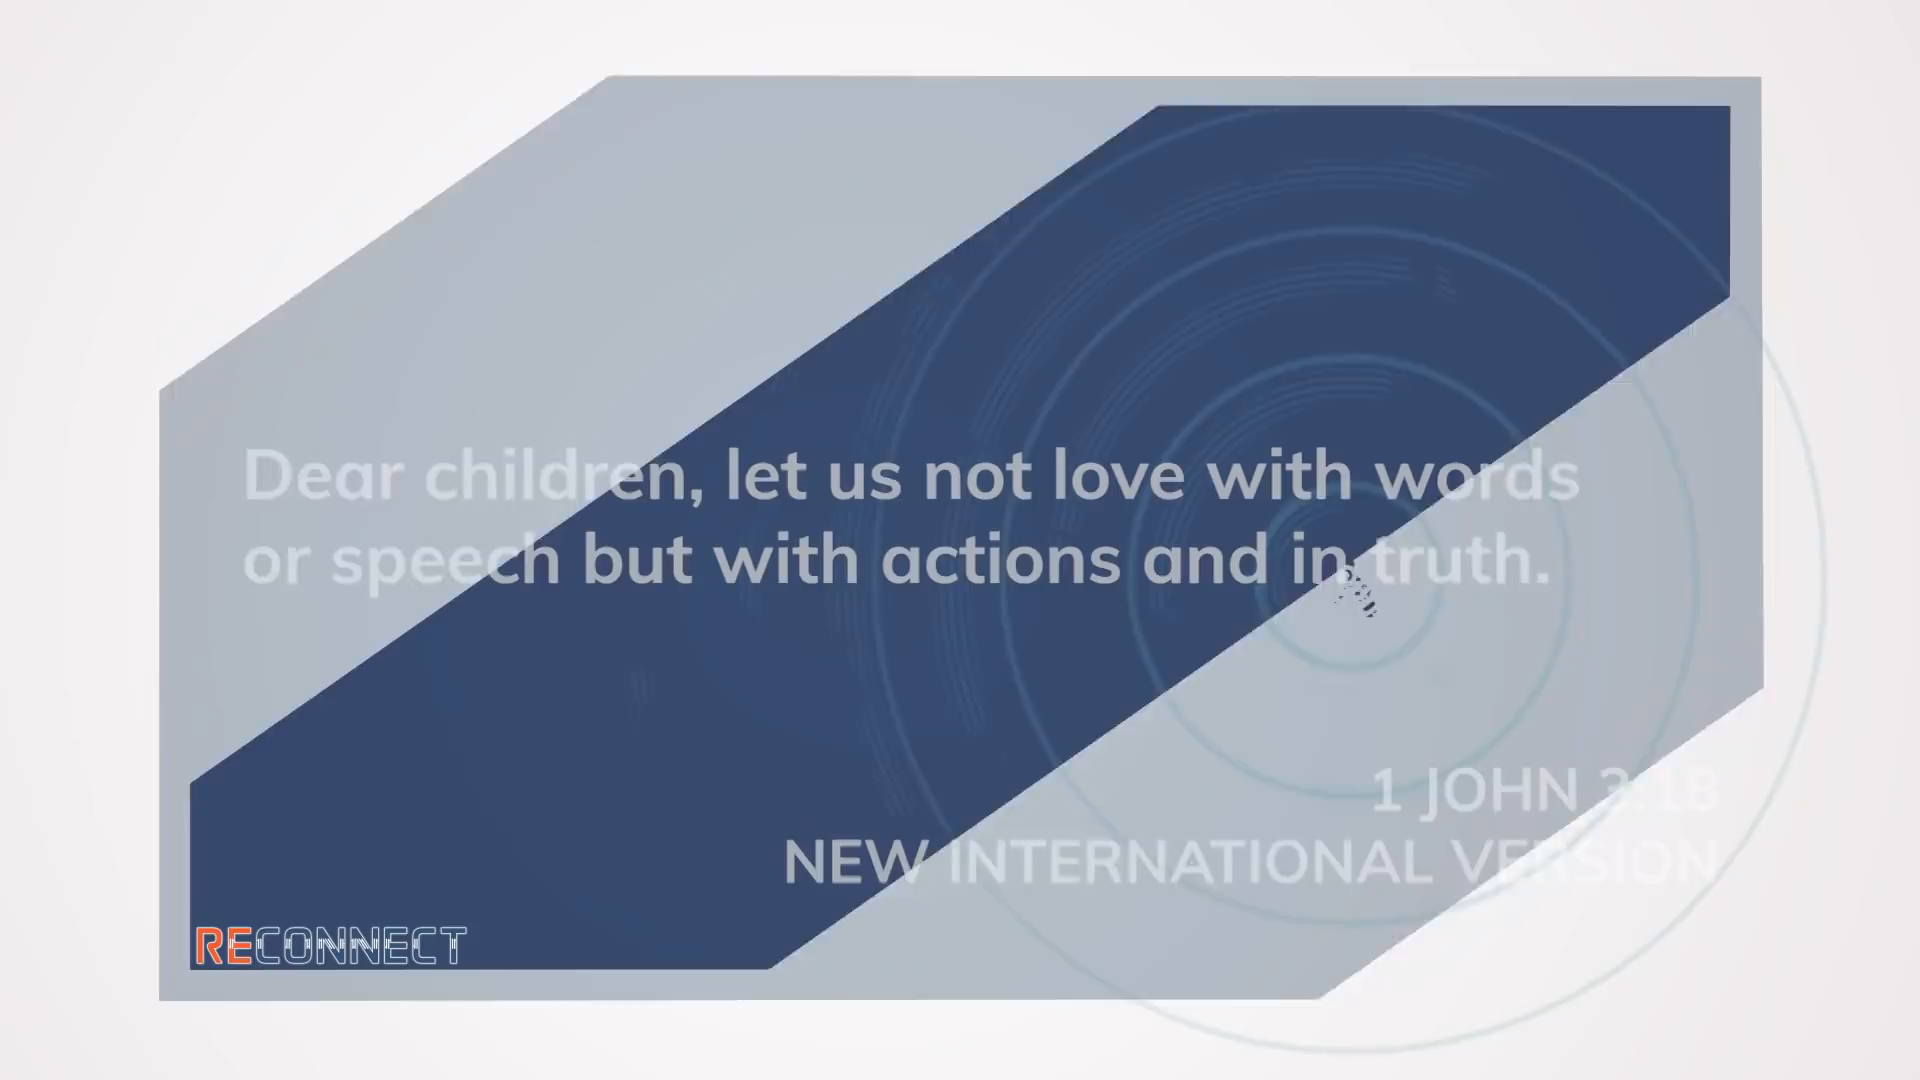 Dear children, let us not love with words
or speech but with actions and in truth.
1 JOHN 3:18
NEW INTERNATIONAL VERSION
RECONNECT